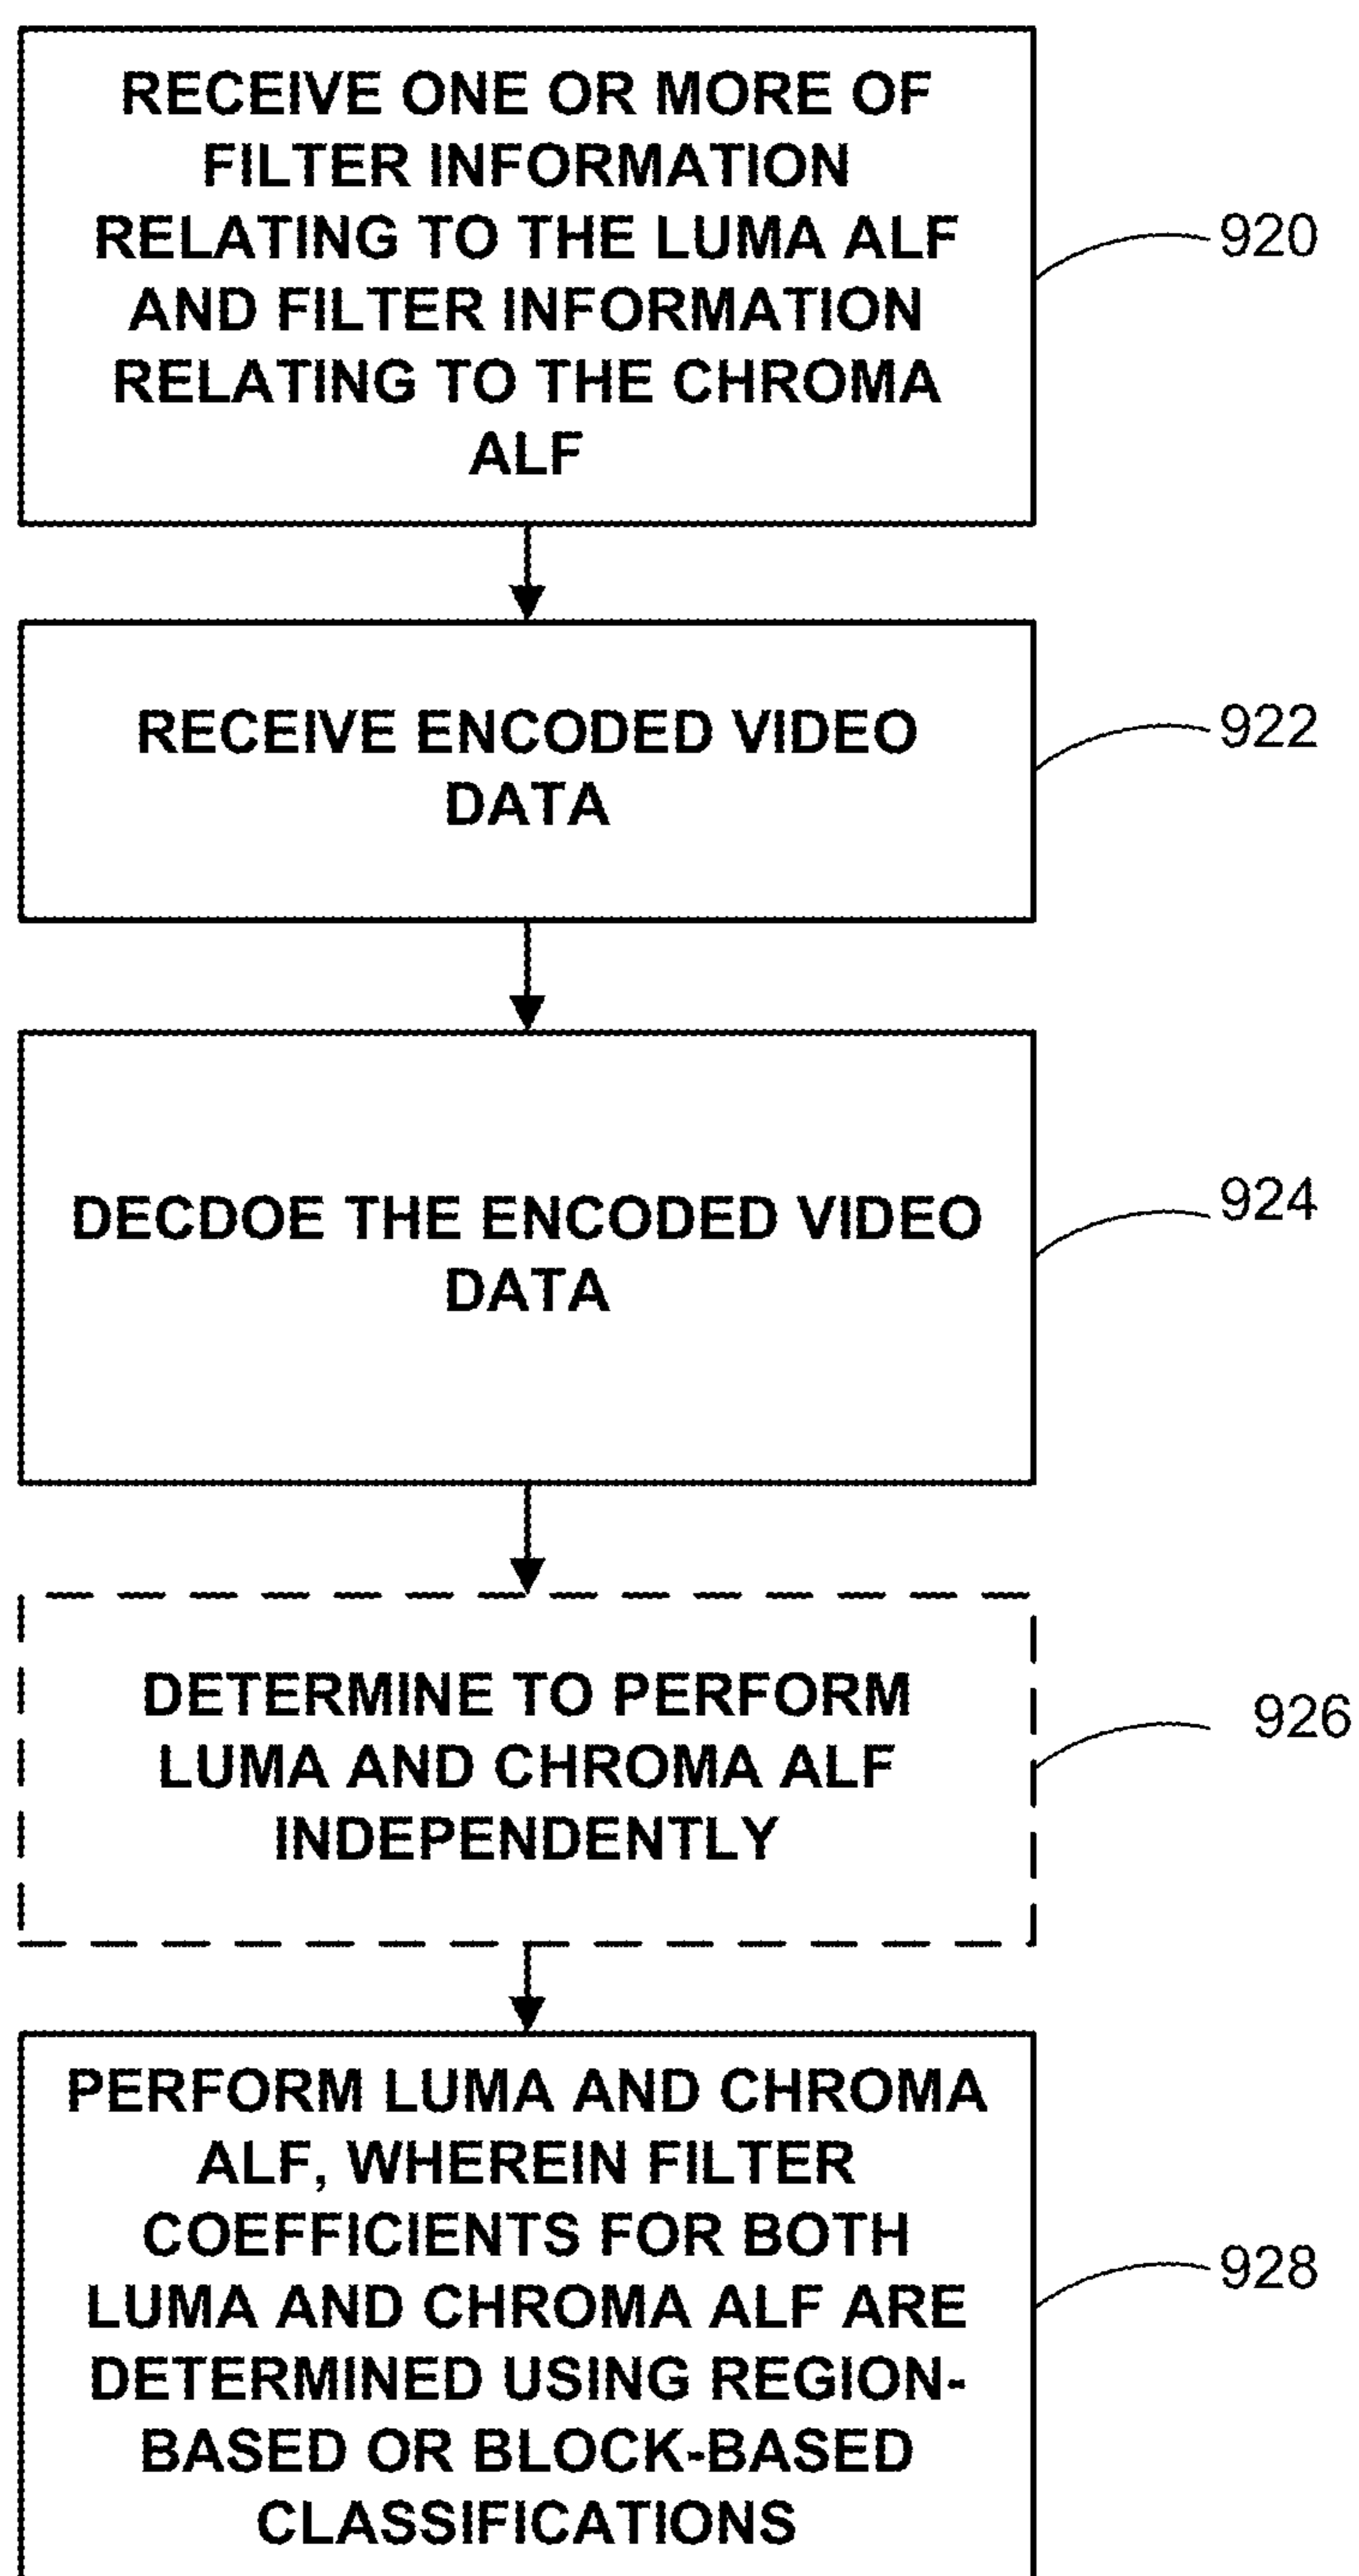 RECEIVE ONE OR MORE OF
FILTER INFORMATION
RELATING TO THE LUMA ALF
AND FILTER INFORMATION
RELATING TO THE CHROMA
ALF
920
RECEIVE ENCODED VIDEO
DATA
922
DECDOE THE ENCODED VIDEO
DATA
924
DETERMINE TO PERFORM
LUMA AND CHROMA ALF
INDEPENDENTLY
926
PERFORM LUMA AND CHROMA
ALF, WHEREIN FILTER
COEFFICIENTS FOR BOTH
LUMA AND CHROMA ALF ARE
DETERMINED USING REGION-
BASED OR BLOCK-BASED
CLASSIFICATIONS
928